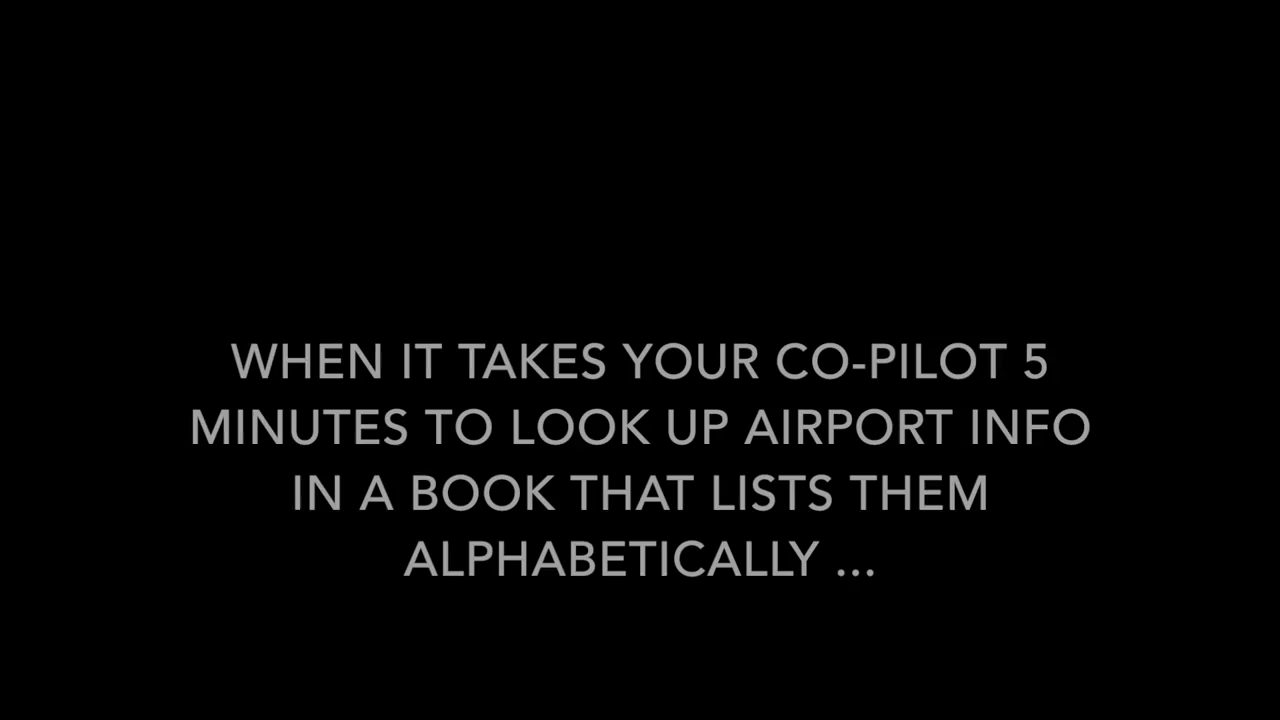 WHEN IT TAKES YOUR CO-PILOT 5
MINUTES TO LOOK UP AIRPORT INFO
IN A BOOK THAT LISTS THEM
ALPHABETICALLY ...